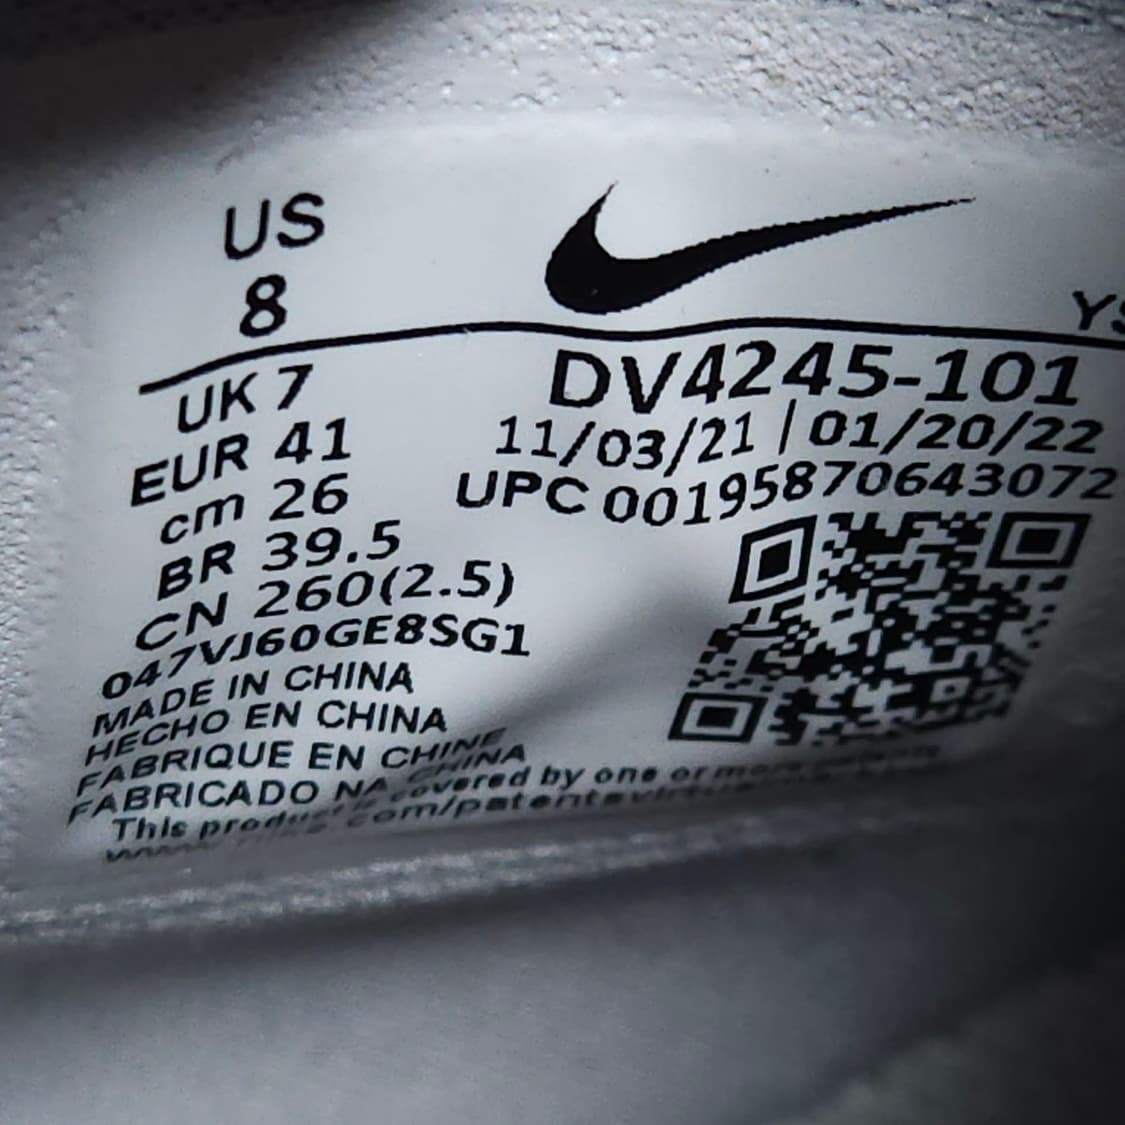 US
8
YS
UK 7
EUR 41
cm 26
BR 39.5
CN 260(2.5)
047VJ60GE8SG1
MADE IN CHINA
HECHO EN CHINA
FABRIQUE EN CHINE
FABRICADO NA CHINA
DV4245-101
11/03/21 | 01/20/22
UPC 00195870643072
This product is covered by one or more patents